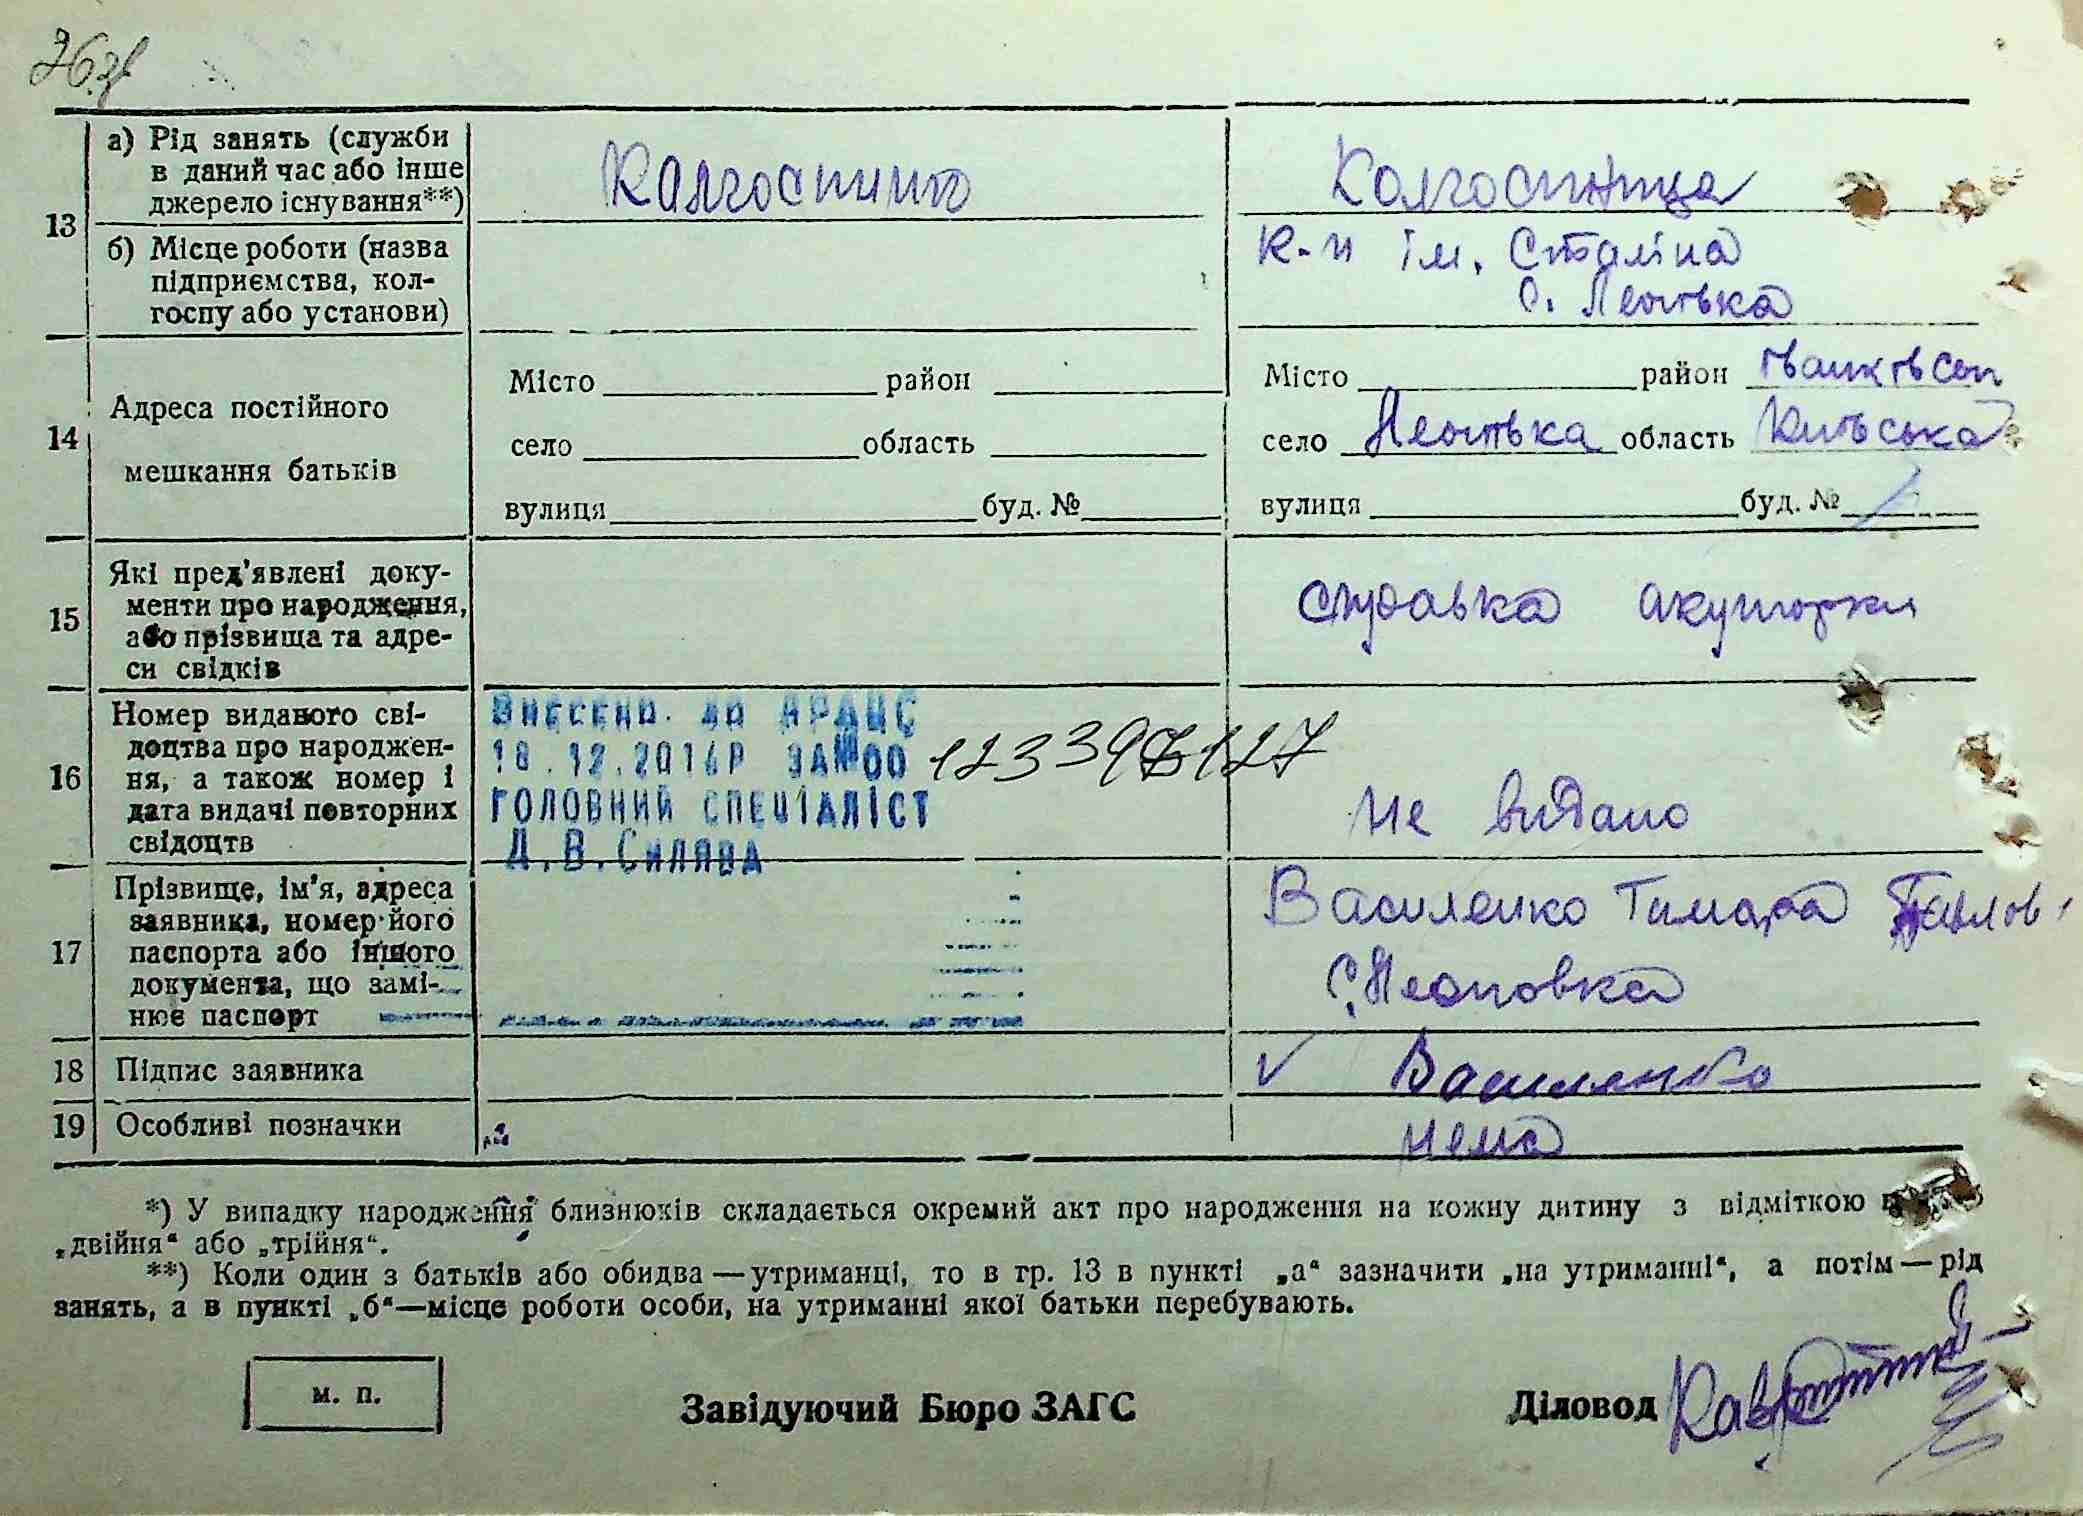 26 зв
13
а) Рід занять (служби
в даний час або інше
джерело існування**)
Колгоспник
Колгоспниця
б) Місце роботи (назва
підприємства, кол-
госпу або установи)
к-п ім. Сталіна
с.
14
Адреса постійного
мешкання батьків
Місто район
село область
вулиця буд. №
Місто район
село область Київська
вулиця буд. №
15
Які пред'явлені доку-
менти про народження,
або прізвища та адре-
си свідків
справка акушорки
16
Номер виданого сві-
доцтва про народжен-
ня, а також номер і
дата видачі повторних
свідоцтв
Внесено до ДРАЦС
18.12.2014Р ЗА №00
ГОЛОВНИЙ СПЕЦІАЛІСТ
Д.В.Силява
не видано
17
Прізвище, ім'я, адреса
заявника, номер його
паспорта або іншого
документа, що замі-
нює паспорт
Василенко Тимара Павлов
с.
18
Підпис заявника
Василенко
19
Особливі позначки
нема
*) У випадку народження близнюків складається окремий акт про народження на кожну дитину з відміткою
„двійня“ або „трійня“.
**) Коли один з батьків або обидва — утриманці, то в гр. 13 в пункті „а“ зазначити „на утриманні“, а потім — рід
занять, а в пункті „б“—місце роботи особи, на утриманні якої батьки перебувають.
м. п.
Завідуючий Бюро ЗАГС
Діловод